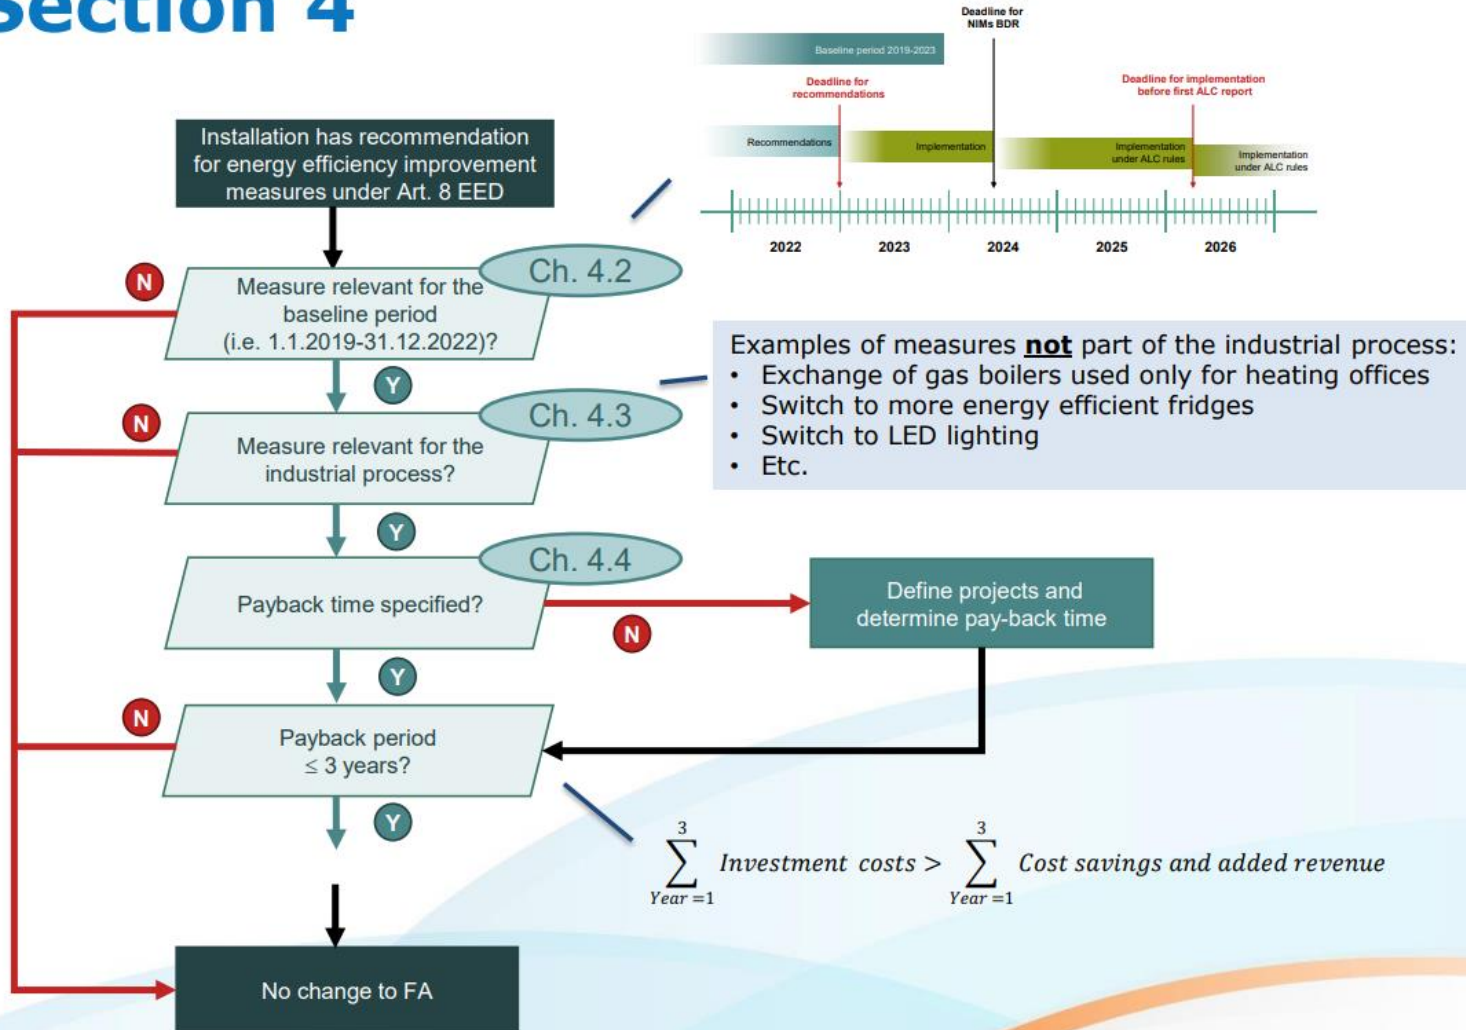 Section 4
Deadline for
NIMs BDR
Baseline period 2019-2023
Deadline for
recommendations
Deadline for implementation
before first ALC report
Recommendations
Implementation
Implementation
under ALC rules
Implementation
under ALC rules
2022
2023
2024
2025
2026
Installation has recommendation
for energy efficiency improvement
measures under Art. 8 EED
N
Ch. 4.2
Measure relevant for the
baseline period
(i.e. 1.1.2019-31.12.2022)?
Y
Examples of measures not part of the industrial process:
• Exchange of gas boilers used only for heating offices
• Switch to more energy efficient fridges
• Switch to LED lighting
• Etc.
N
Ch. 4.3
Measure relevant for the
industrial process?
Y
Ch. 4.4
Payback time specified?
N
Define projects and
determine pay-back time
Y
N
Payback period
≤ 3 years?
Y
3
∑ Investment costs >
Year =1
3
∑ Cost savings and added revenue
Year =1
No change to FA